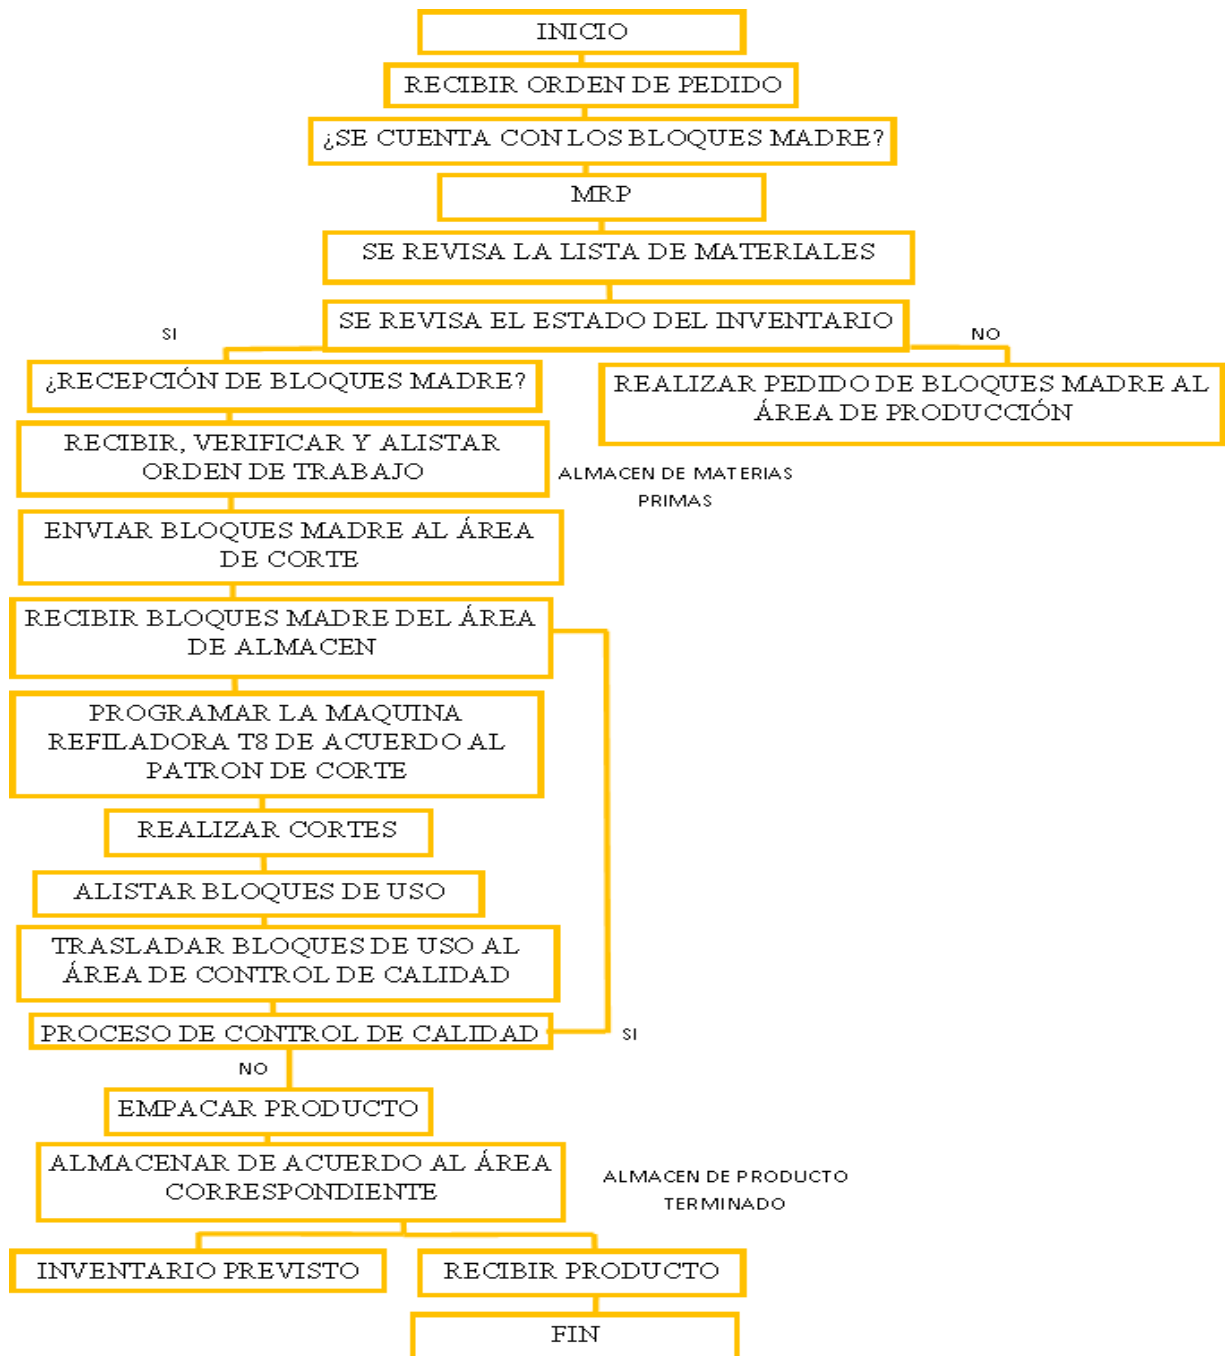 INICIO
RECIBIR ORDEN DE PEDIDO
¿SE CUENTA CON LOS BLOQUES MADRE?
MRP
SE REVISA LA LISTA DE MATERIALES
SE REVISA EL ESTADO DEL INVENTARIO
SI
NO
¿RECEPCIÓN DE BLOQUES MADRE?
REALIZAR PEDIDO DE BLOQUES MADRE AL
ÁREA DE PRODUCCIÓN
RECIBIR, VERIFICAR Y ALISTAR
ORDEN DE TRABAJO
ALMACEN DE MATERIAS
PRIMAS
ENVIAR BLOQUES MADRE AL ÁREA
DE CORTE
RECIBIR BLOQUES MADRE DEL ÁREA
DE ALMACEN
PROGRAMAR LA MAQUINA
REFILADORA T8 DE ACUERDO AL
PATRON DE CORTE
REALIZAR CORTES
ALISTAR BLOQUES DE USO
TRASLADAR BLOQUES DE USO AL
ÁREA DE CONTROL DE CALIDAD
PROCESO DE CONTROL DE CALIDAD
SI
NO
EMPACAR PRODUCTO
ALMACENAR DE ACUERDO AL ÁREA
CORRESPONDIENTE
ALMACEN DE PRODUCTO
TERMINADO
INVENTARIO PREVISTO
RECIBIR PRODUCTO
FIN